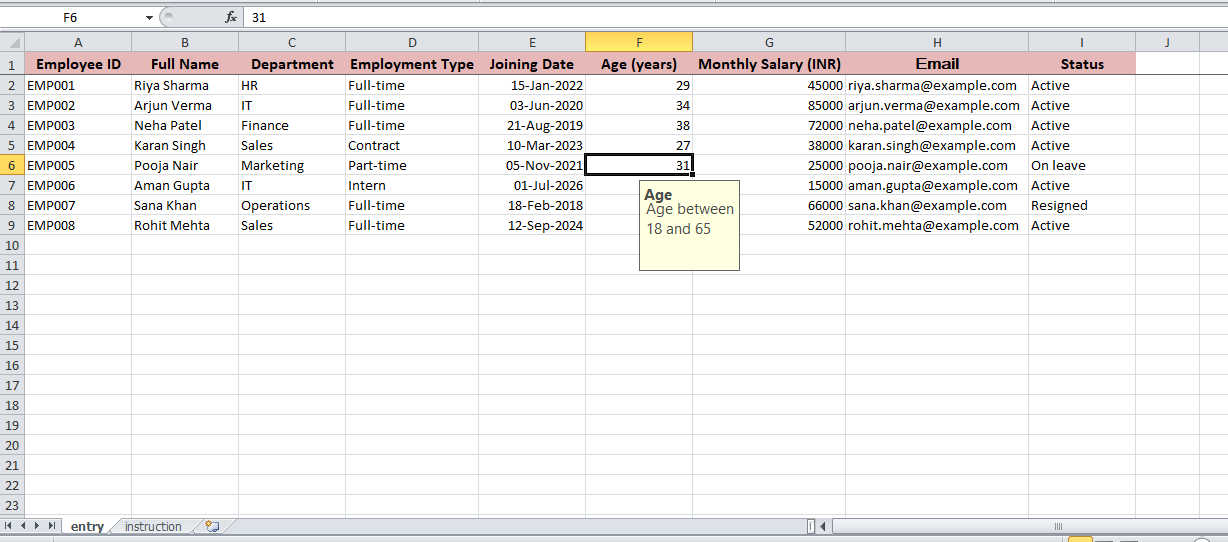 F6 fx 31
A B C D E F G H I J
1 Employee ID Full Name Department Employment Type Joining Date Age (years) Monthly Salary (INR) Email Status
2 EMP001 Riya Sharma HR Full-time 15-Jan-2022 29 45000 riya.sharma@example.com Active
3 EMP002 Arjun Verma IT Full-time 03-Jun-2020 34 85000 arjun.verma@example.com Active
4 EMP003 Neha Patel Finance Full-time 21-Aug-2019 38 72000 neha.patel@example.com Active
5 EMP004 Karan Singh Sales Contract 10-Mar-2023 27 38000 karan.singh@example.com Active
6 EMP005 Pooja Nair Marketing Part-time 05-Nov-2021 31 25000 pooja.nair@example.com On leave
7 EMP006 Aman Gupta IT Intern 01-Jul-2026 15000 aman.gupta@example.com Active
8 EMP007 Sana Khan Operations Full-time 18-Feb-2018 66000 sana.khan@example.com Resigned
9 EMP008 Rohit Mehta Sales Full-time 12-Sep-2024 52000 rohit.mehta@example.com Active
Age
Age between
18 and 65
10
11
12
13
14
15
16
17
18
19
20
21
22
23
entry instruction